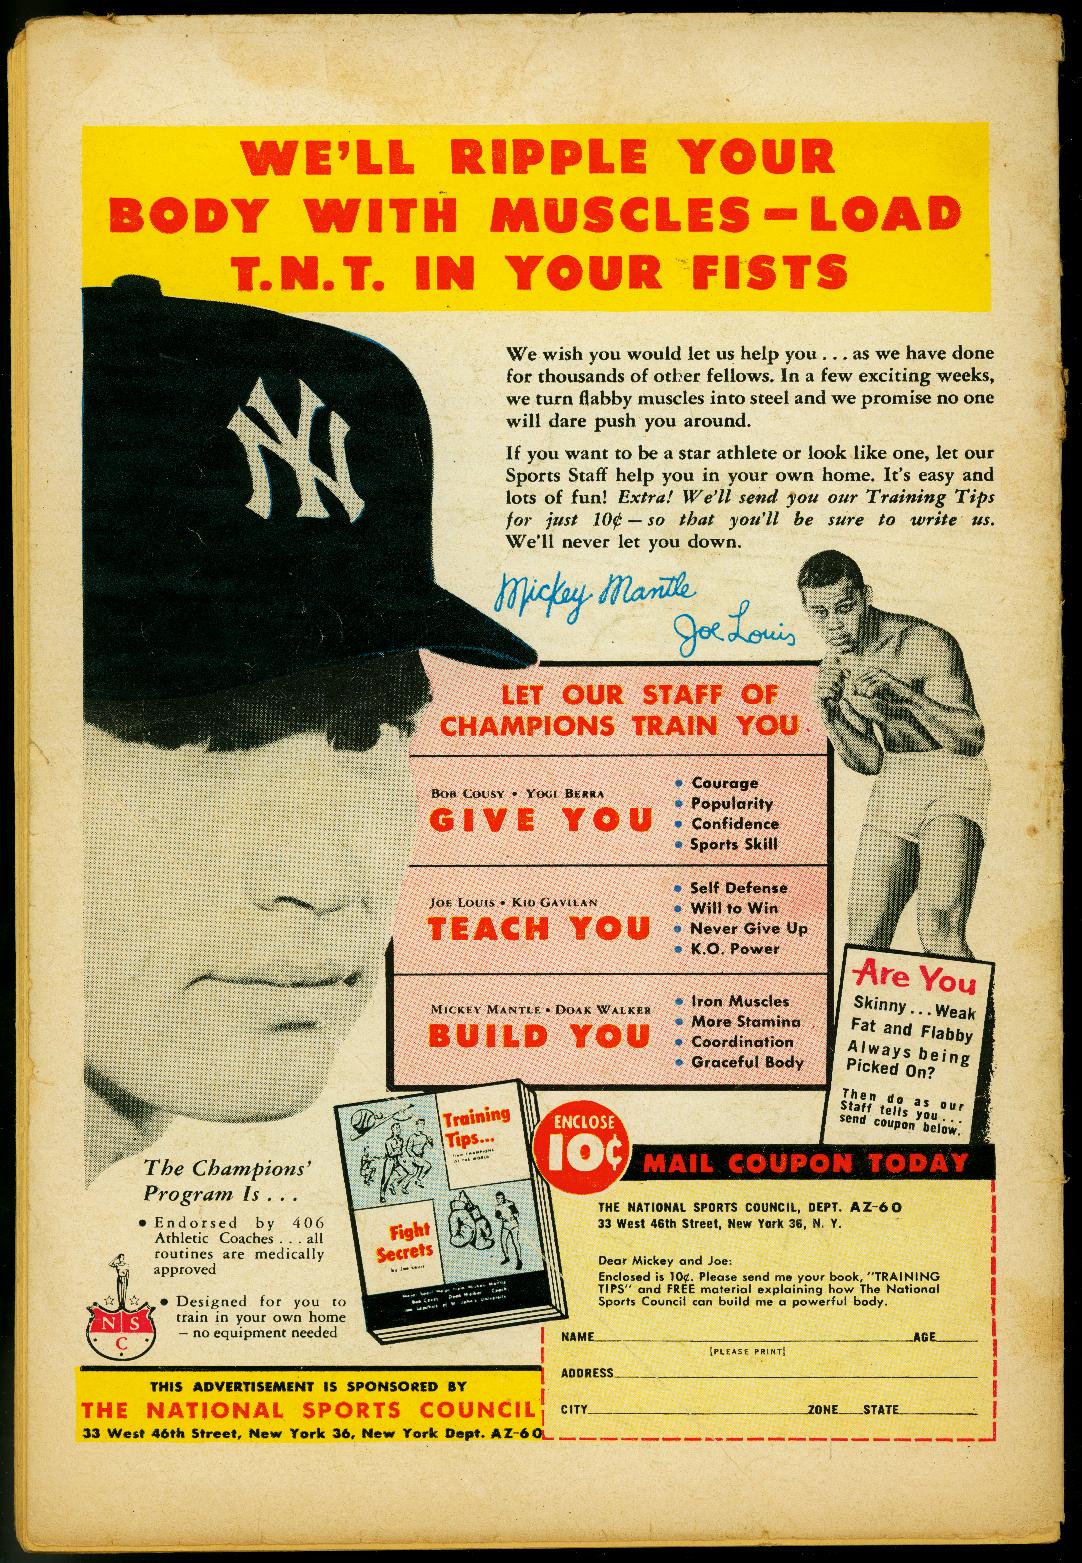 WE'LL RIPPLE YOUR
BODY WITH MUSCLES – LOAD
T.N.T. IN YOUR FISTS
NY
We wish you would let us help you . . . as we have done
for thousands of other fellows. In a few exciting weeks,
we turn flabby muscles into steel and we promise no one
will dare push you around.
If you want to be a star athlete or look like one, let our
Sports Staff help you in your own home. It's easy and
lots of fun! Extra! We'll send you our Training Tips
for just 10¢ — so that you'll be sure to write us.
We'll never let you down.
Mickey Mantle
Joe Louis
LET OUR STAFF OF
CHAMPIONS TRAIN YOU
BOB COUSY • YOGI BERRA
GIVE YOU
• Courage
• Popularity
• Confidence
• Sports Skill
JOE LOUIS • KID GAVILAN
TEACH YOU
• Self Defense
• Will to Win
• Never Give Up
• K.O. Power
MICKEY MANTLE • DOAK WALKER
BUILD YOU
• Iron Muscles
• More Stamina
• Coordination
• Graceful Body
Are You
Skinny . . . Weak
Fat and Flabby
Always being
Picked On?
Then do as our
Staff tells you . . .
send coupon below.
The Champions'
Program Is . . .
• Endorsed by 406
Athletic Coaches . . . all
routines are medically
approved
• Designed for you to
train in your own home
– no equipment needed
NS
C
Training
Tips...
from CHAMPIONS
OF THE WORLD
Fight
Secrets
by Joe Louis
ENCLOSE
10¢
MAIL COUPON TODAY
THE NATIONAL SPORTS COUNCIL, DEPT. AZ-60
33 West 46th Street, New York 36, N. Y.
Dear Mickey and Joe:
Enclosed is 10¢. Please send me your book, "TRAINING
TIPS" and FREE material explaining how The National
Sports Council can build me a powerful body.
NAME AGE
[PLEASE PRINT]
ADDRESS
CITY ZONE STATE
THIS ADVERTISEMENT IS SPONSORED BY
THE NATIONAL SPORTS COUNCIL
33 West 46th Street, New York 36, New York Dept. AZ-60